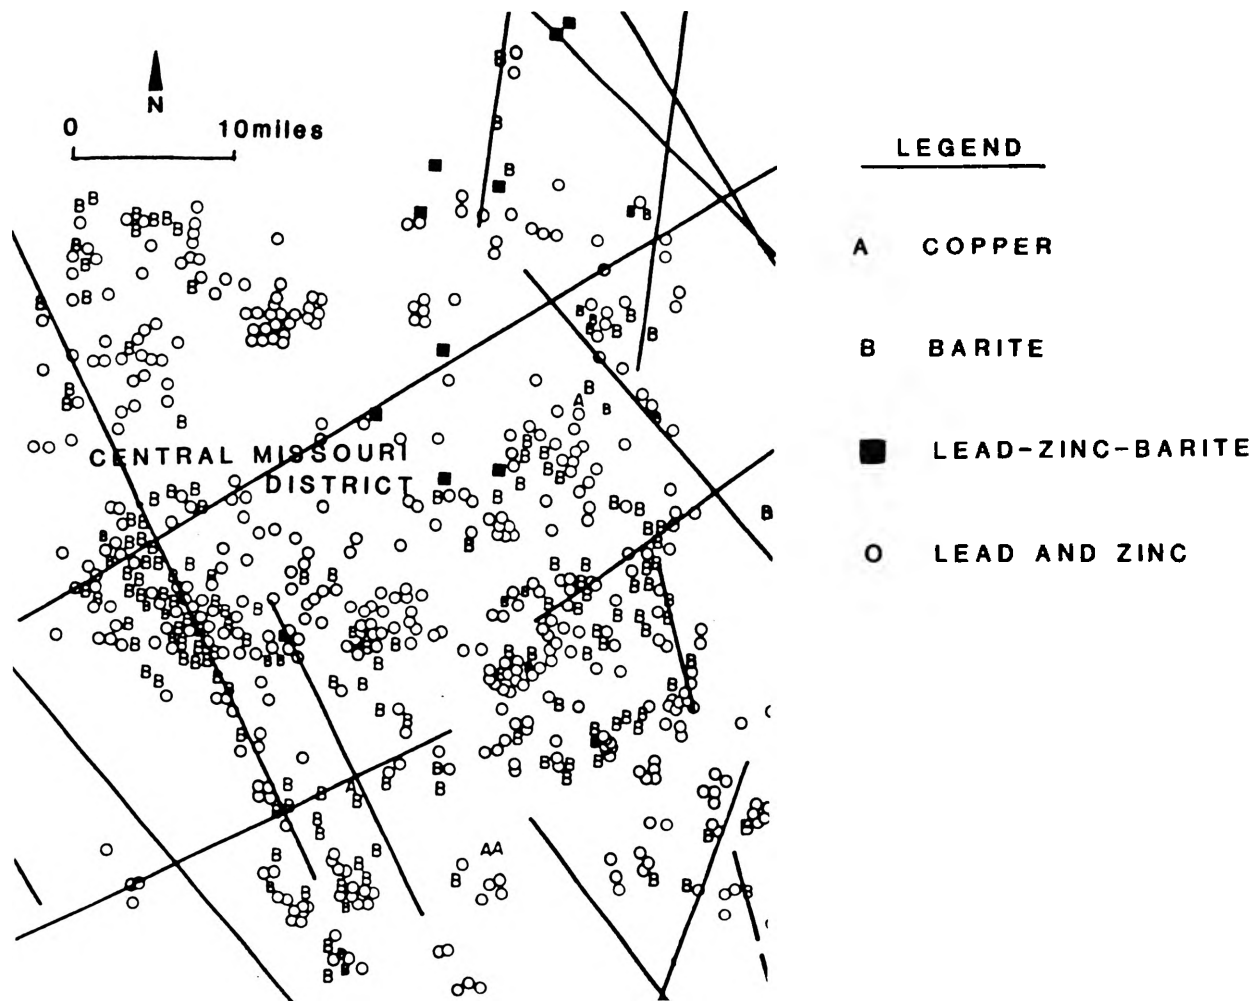 N
0 10miles
CENTRAL MISSOURI
DISTRICT
LEGEND
A COPPER
B BARITE
LEAD-ZINC-BARITE
O LEAD AND ZINC